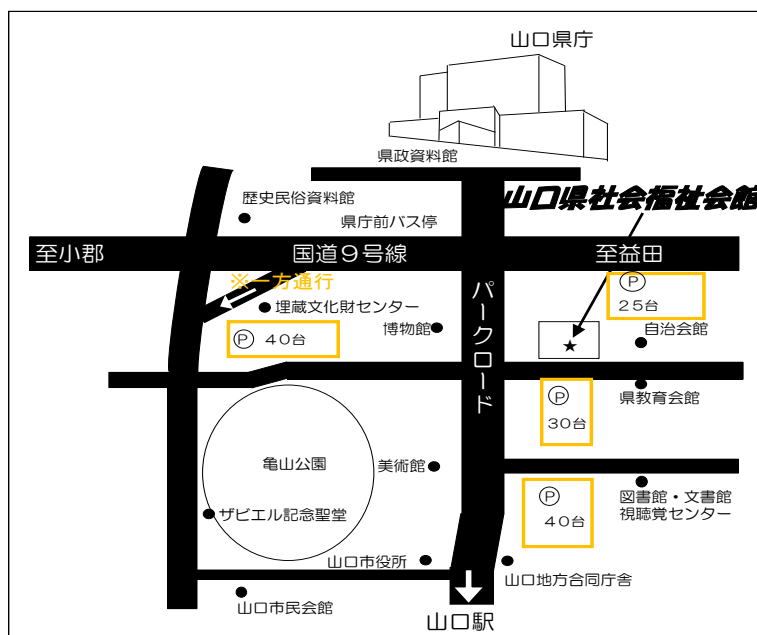 山口県庁
県政資料館
山口県社会福祉会館
歴史民俗資料館
県庁前バス停
至小郡
国道９号線
至益田
※一方通行
Ⓟ
２５台
埋蔵文化財センター
パークロード
博物館
自治会館
Ⓟ ４０台
★
県教育会館
Ⓟ
３０台
亀山公園
美術館
Ⓟ
４０台
図書館・文書館
視聴覚センター
ザビエル記念聖堂
山口市役所
山口地方合同庁舎
山口市民会館
山口駅